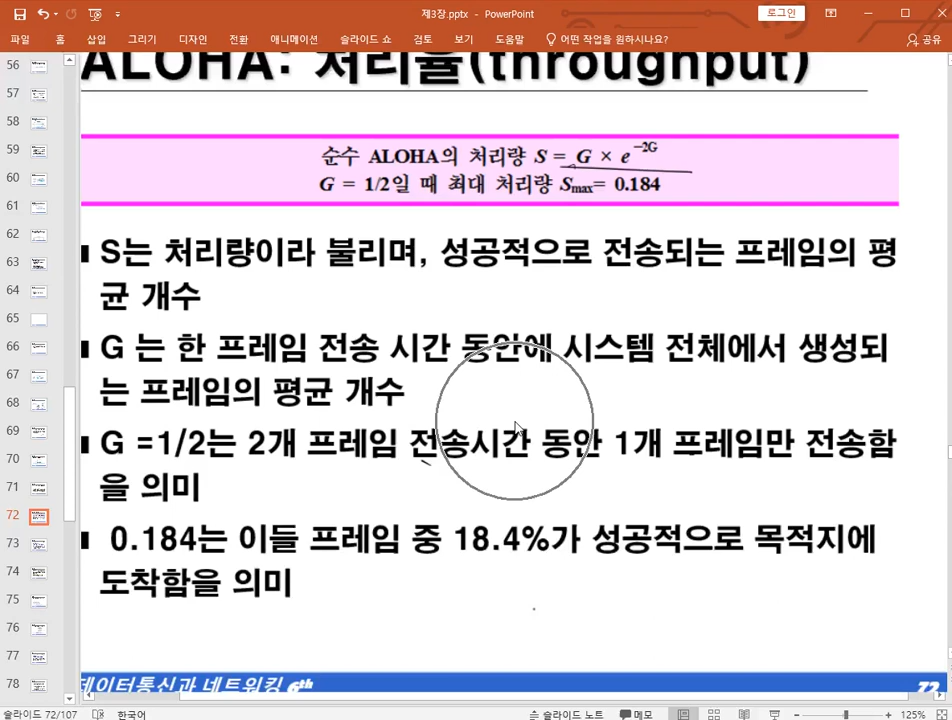 제3장.pptx - PowerPoint
로그인
파일 홈 삽입 그리기 디자인 전환 애니메이션 슬라이드 쇼 검토 보기 도움말 어떤 작업을 원하시나요? 공유
56
57
58
59
60
61
62
63
64
65
66
67
68
69
70
71
72
73
74
75
76
77
78
ALOHA: 처리율(throughput)
순수 ALOHA의 처리량 S = G × e^-2G
G = 1/2일 때 최대 처리량 Smax= 0.184
S는 처리량이라 불리며, 성공적으로 전송되는 프레임의 평
균 개수
G 는 한 프레임 전송 시간 동안에 시스템 전체에서 생성되
는 프레임의 평균 개수
G =1/2는 2개 프레임 전송시간 동안 1개 프레임만 전송함
을 의미
0.184는 이들 프레임 중 18.4%가 성공적으로 목적지에
도착함을 의미
데이터통신과 네트워킹 6th
72
슬라이드 72/107 한국어 슬라이드 노트 메모 125%